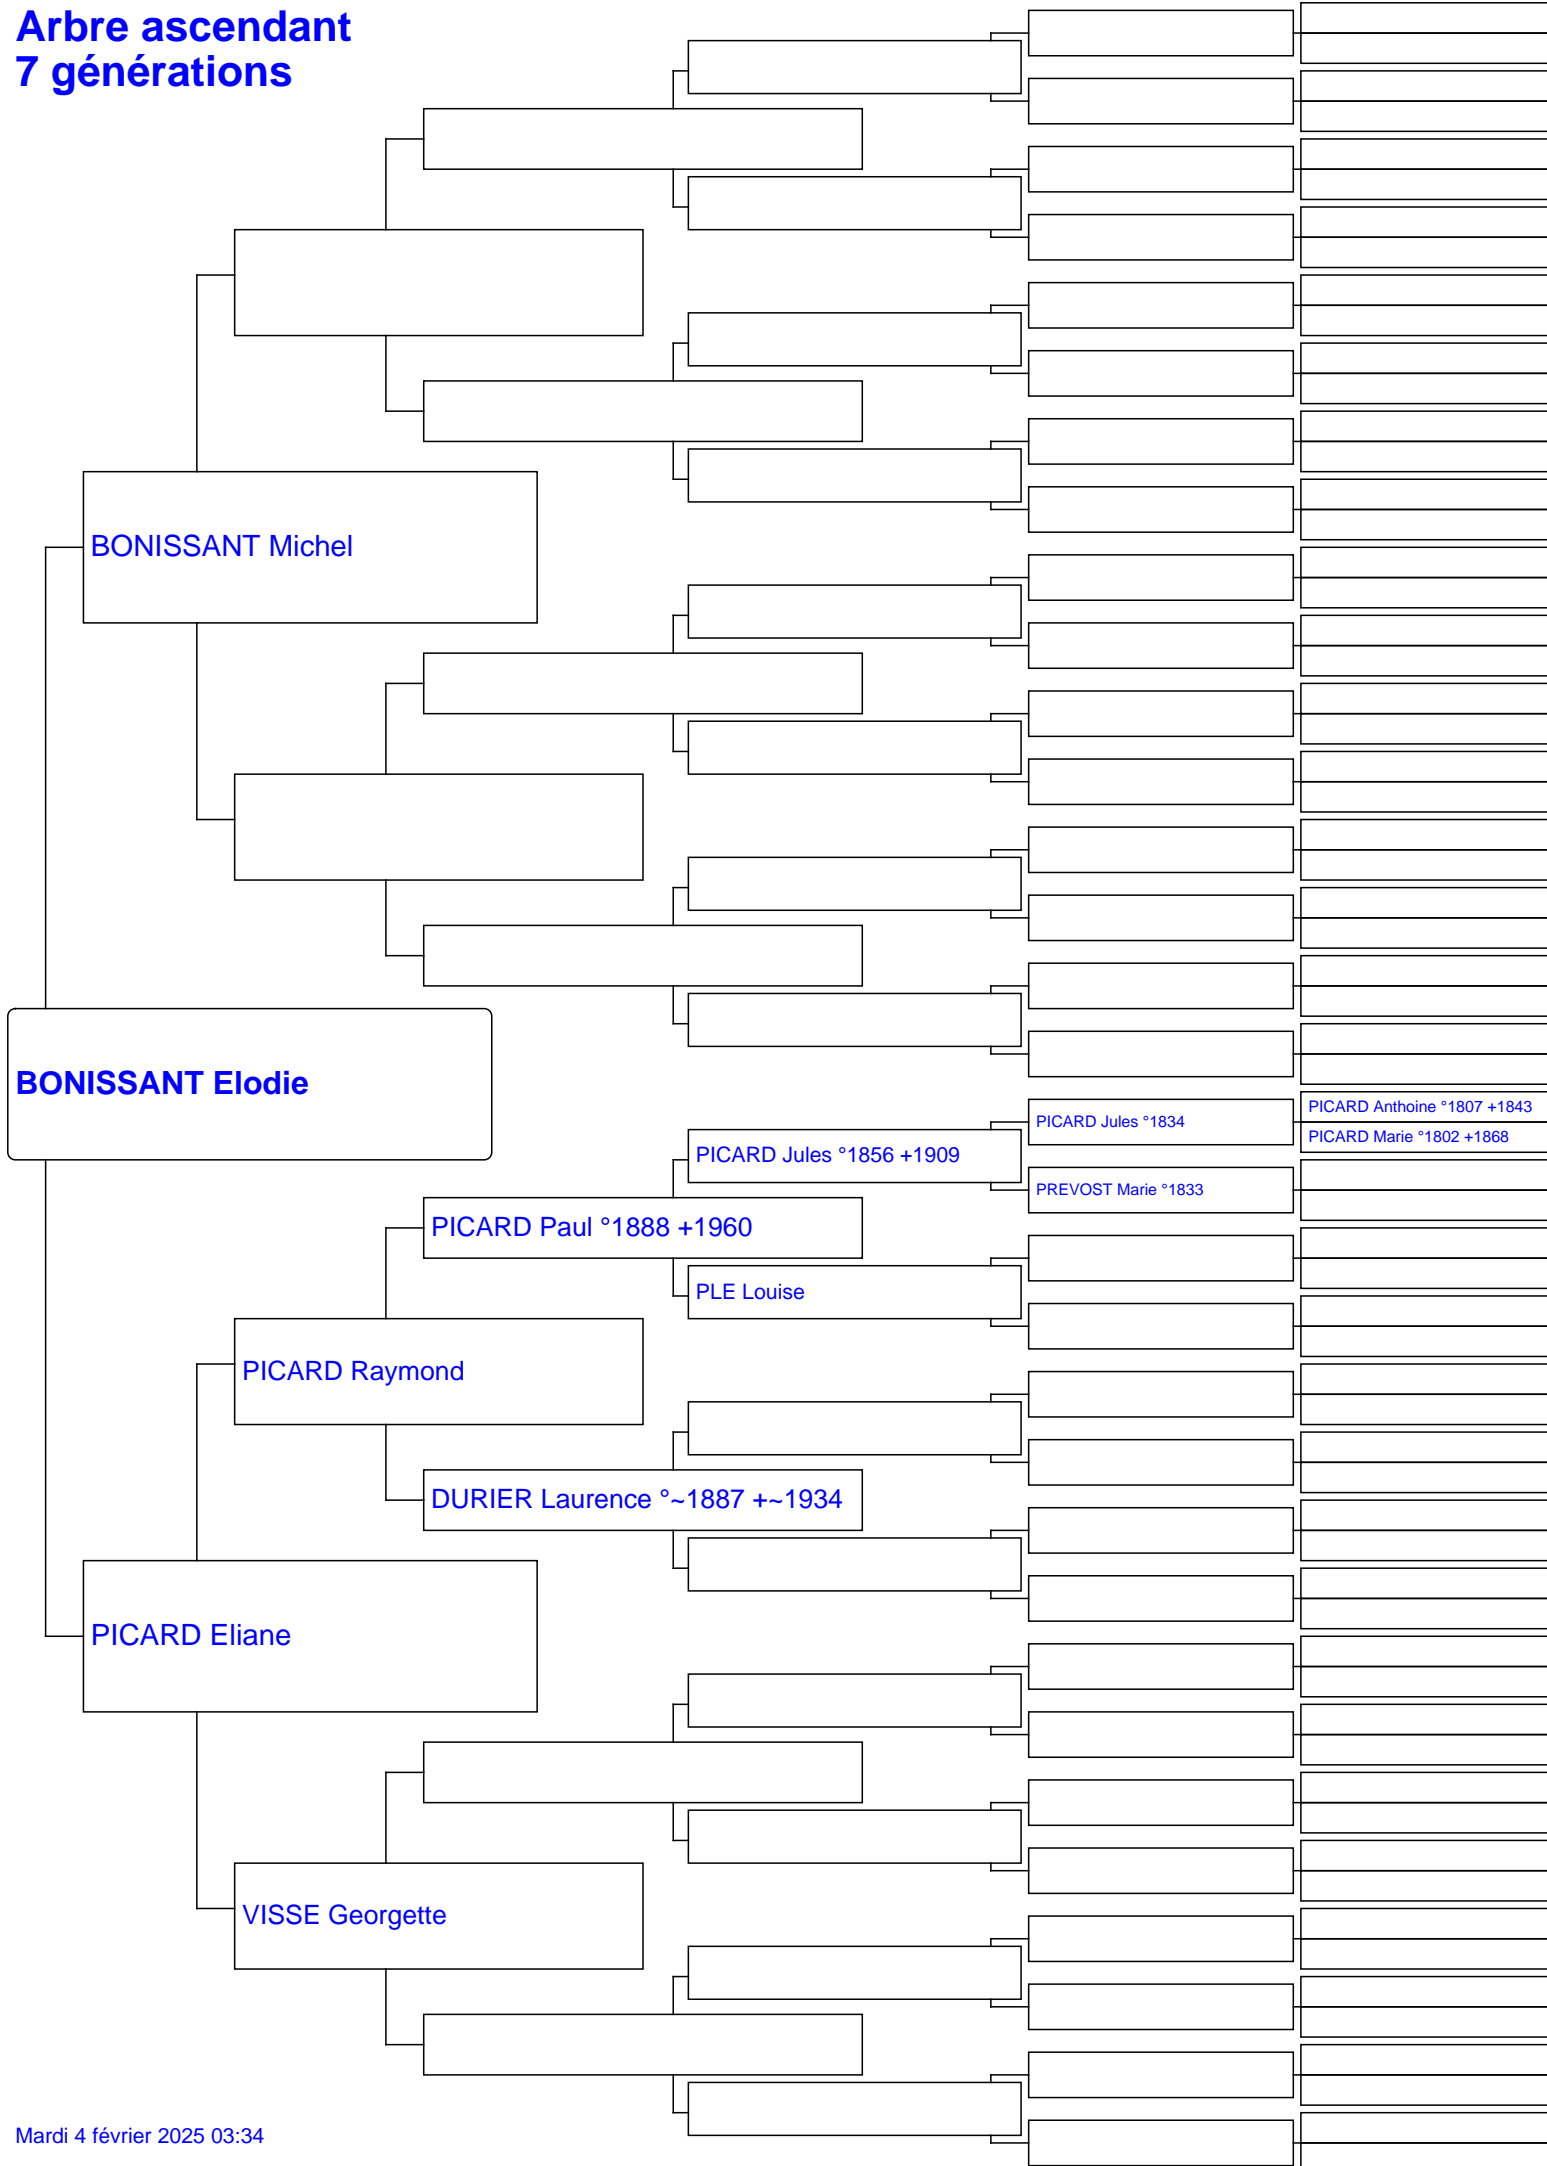 Arbre ascendant
7 générations
BONISSANT Michel
BONISSANT Elodie
PICARD Anthoine °1807 +1843
PICARD Jules °1834
PICARD Marie °1802 +1868
PICARD Jules °1856 +1909
PREVOST Marie °1833
PICARD Paul °1888 +1960
PLE Louise
PICARD Raymond
DURIER Laurence °~1887 +~1934
PICARD Eliane
VISSE Georgette
Mardi 4 février 2025 03:34